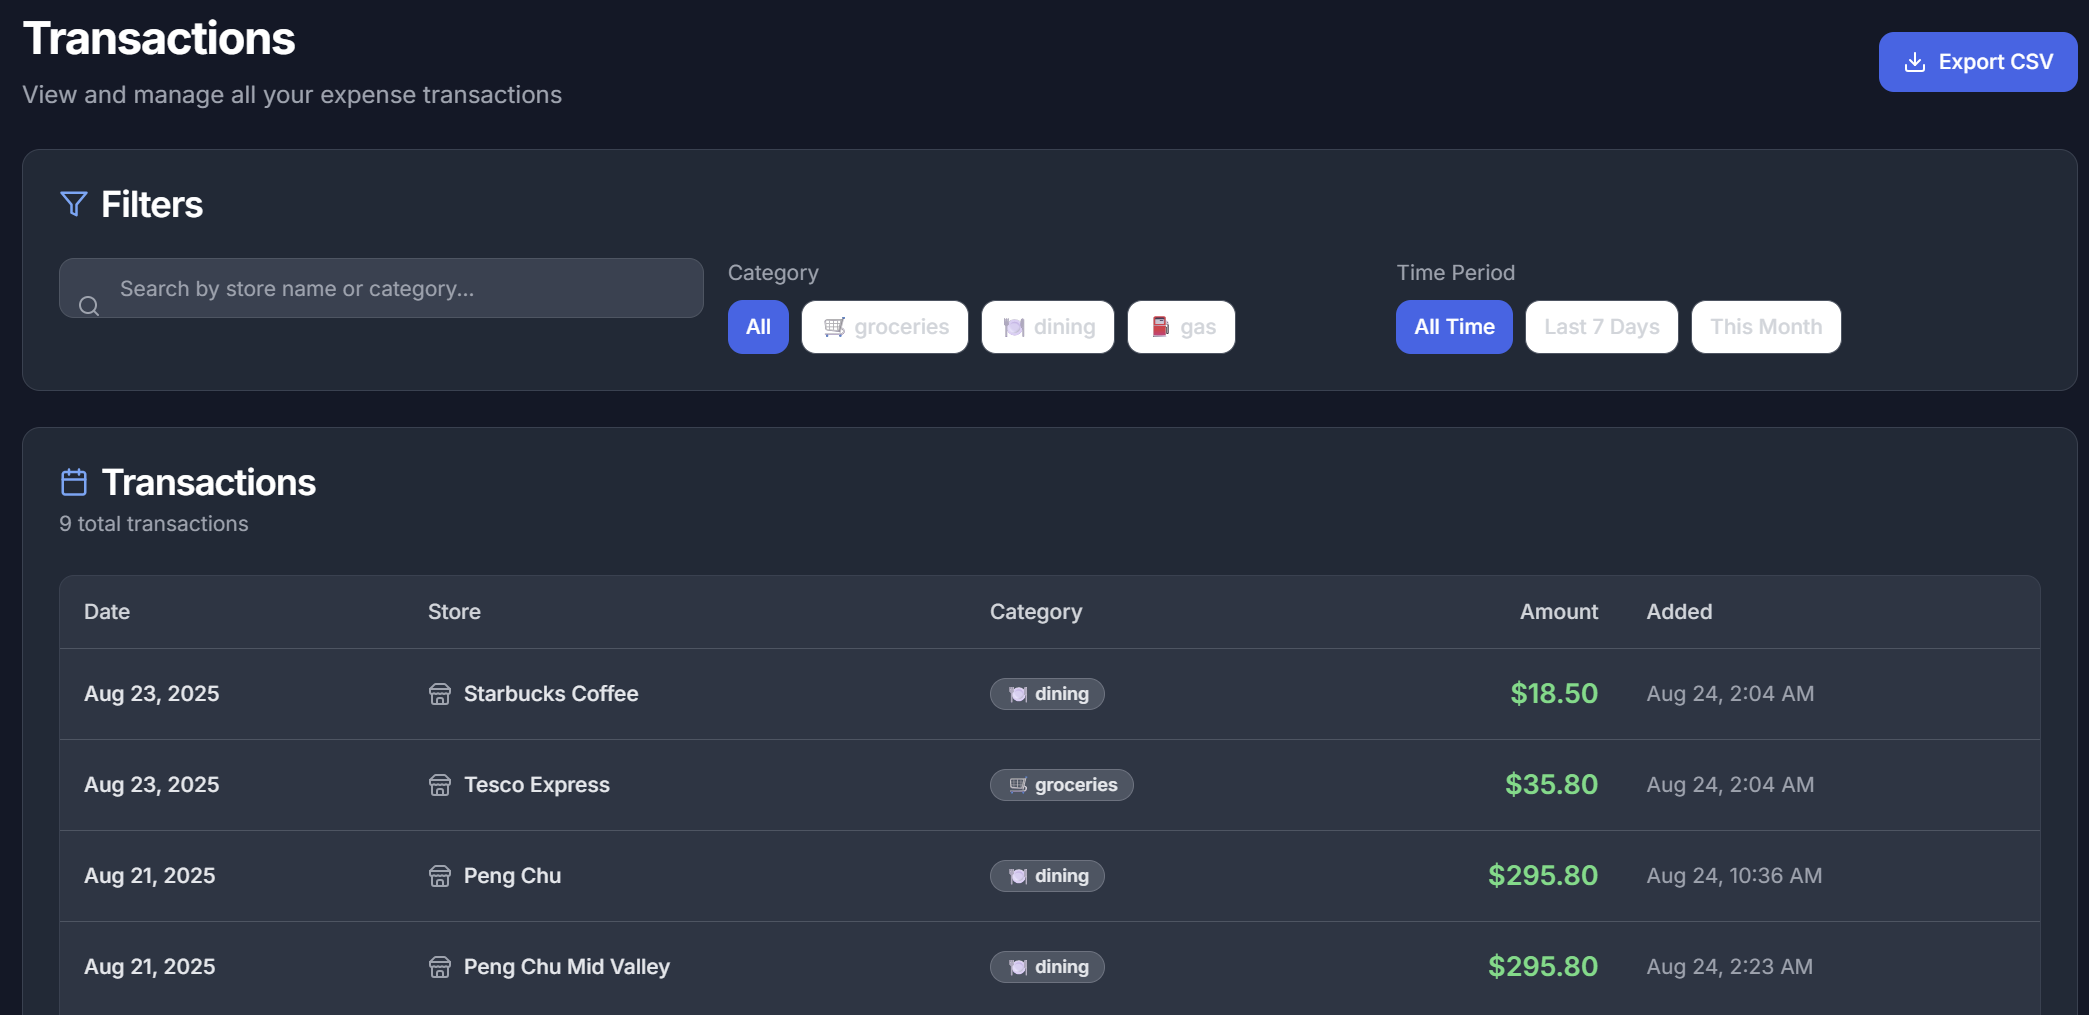 Transactions
View and manage all your expense transactions
Export CSV
Filters
Search by store name or category...
Category
All
groceries
dining
gas
Time Period
All Time
Last 7 Days
This Month
Transactions
9 total transactions
Date Store Category Amount Added
Aug 23, 2025 Starbucks Coffee dining $18.50 Aug 24, 2:04 AM
Aug 23, 2025 Tesco Express groceries $35.80 Aug 24, 2:04 AM
Aug 21, 2025 Peng Chu dining $295.80 Aug 24, 10:36 AM
Aug 21, 2025 Peng Chu Mid Valley dining $295.80 Aug 24, 2:23 AM